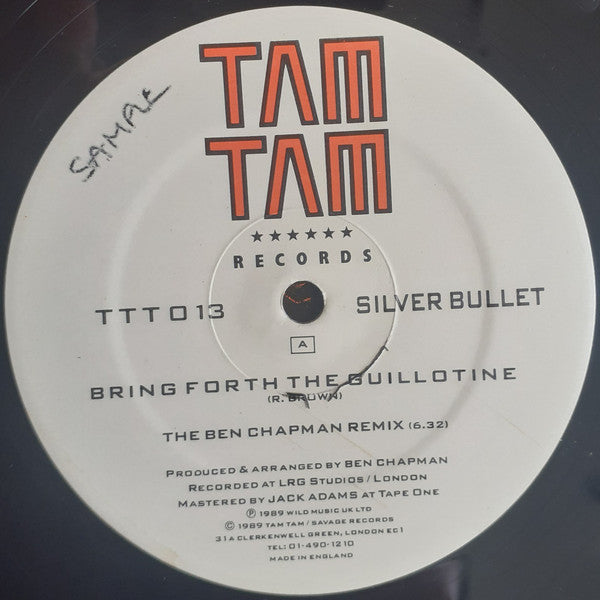 TAM
TAM
SAMPLE
★★★★★★
RECORDS
TTT 013
SILVER BULLET
A
BRING FORTH THE GUILLOTINE
(R. BROWN)
THE BEN CHAPMAN REMIX (6.32)
PRODUCED & ARRANGED BY BEN CHAPMAN
RECORDED AT LRG STUDIOS / LONDON
MASTERED BY JACK ADAMS AT TAPE ONE
Ⓟ 1989 WILD MUSIC UK LTD
© 1989 TAM TAM / SAVAGE RECORDS
31A CLERKENWELL GREEN, LONDON EC1
TEL: 01-490-1210
MADE IN ENGLAND